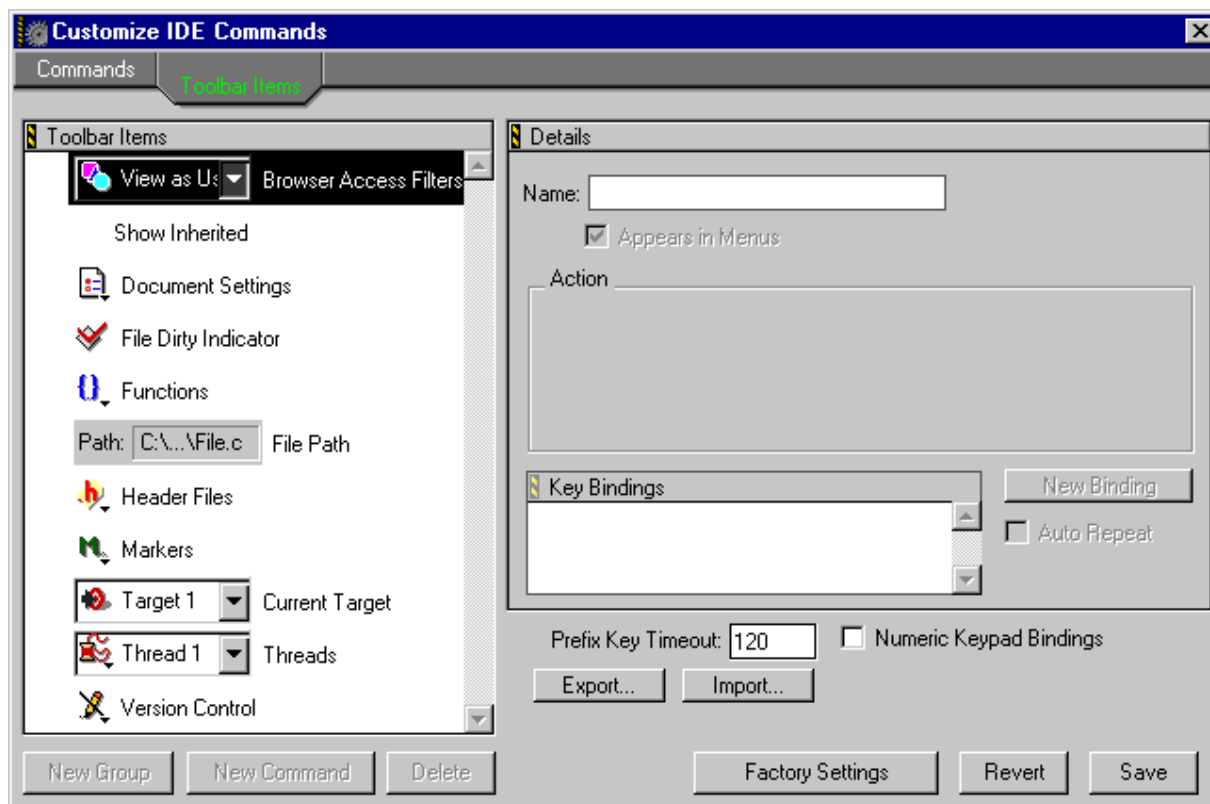 Customize IDE Commands
Commands
Toolbar Items
Toolbar Items
View as Us Browser Access Filters
Show Inherited
Document Settings
File Dirty Indicator
Functions
Path: C:\...\File.c File Path
Header Files
Markers
Target 1 Current Target
Thread 1 Threads
Version Control
New Group New Command Delete
Details
Name:
Appears in Menus
Action
Key Bindings
New Binding
Auto Repeat
Prefix Key Timeout: 120 Numeric Keypad Bindings
Export... Import...
Factory Settings Revert Save